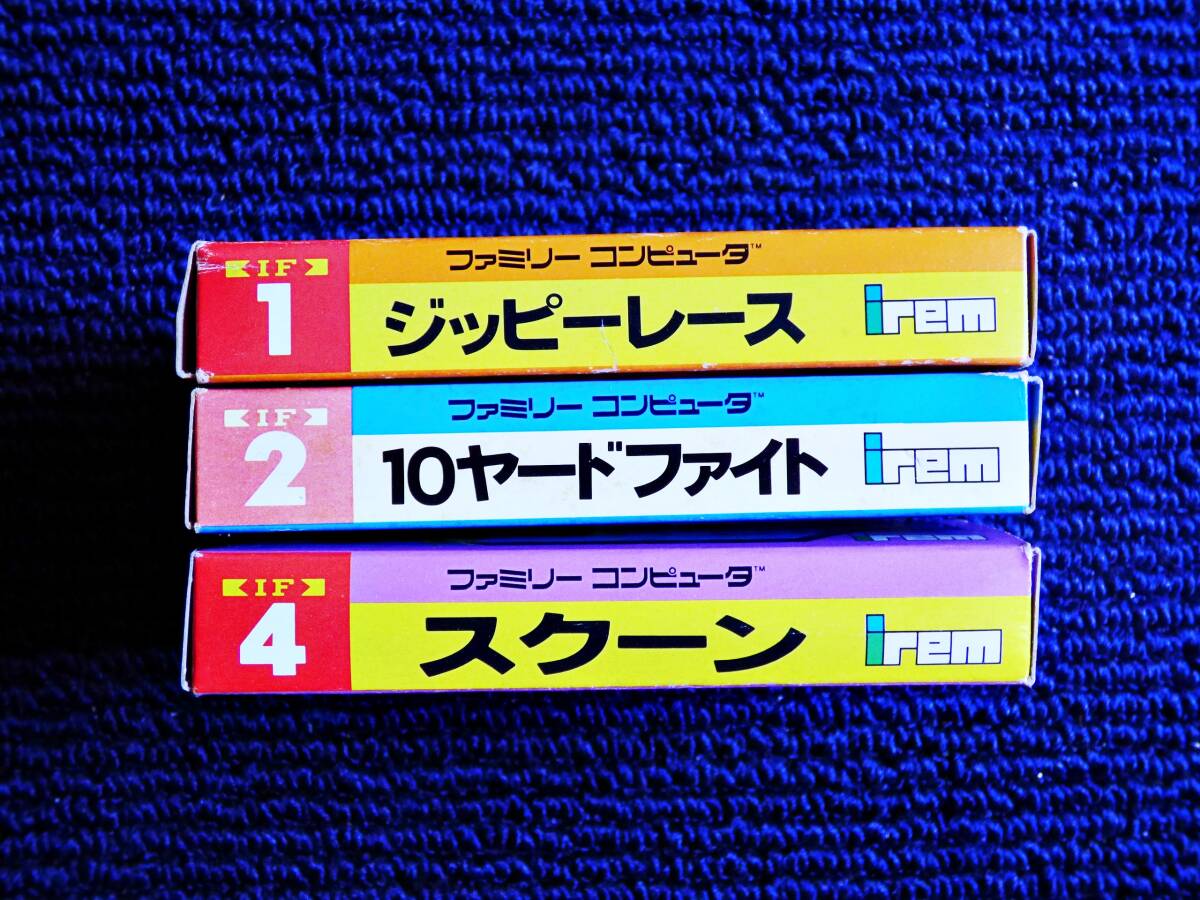 IF
1
ファミリー コンピュータ™
ジッピーレース
irem
IF
2
ファミリー コンピュータ™
10ヤードファイト
irem
irem
IF
4
ファミリー コンピュータ™
スクーン
irem